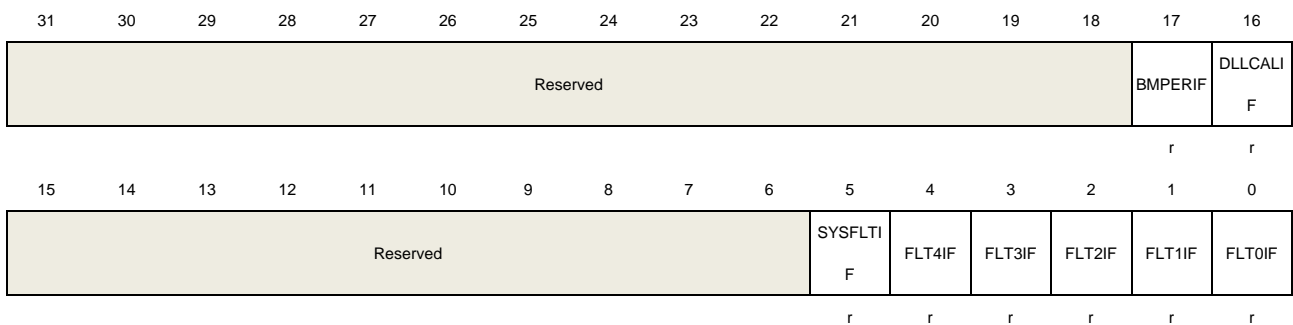 31 30 29 28 27 26 25 24 23 22 21 20 19 18 17 16
Reserved BMPERIF DLLCALI
F
r r
15 14 13 12 11 10 9 8 7 6 5 4 3 2 1 0
Reserved SYSFLTI
F FLT4IF FLT3IF FLT2IF FLT1IF FLT0IF
r r r r r r